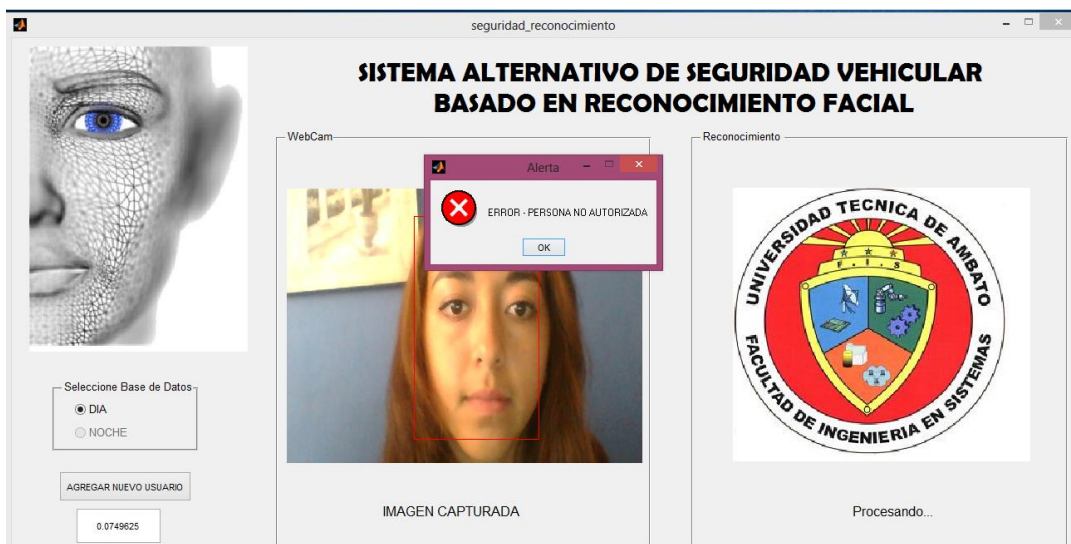 seguridad_reconocimiento
SISTEMA ALTERNATIVO DE SEGURIDAD VEHICULAR
BASADO EN RECONOCIMIENTO FACIAL
WebCam
Reconocimiento
Alerta
ERROR - PERSONA NO AUTORIZADA
OK
UNIVERSIDAD TECNICA DE AMBATO
F . I . S
FACULTAD DE INGENIERIA EN SISTEMAS
Seleccione Base de Datos
DIA
NOCHE
AGREGAR NUEVO USUARIO
0.0749625
IMAGEN CAPTURADA
Procesando...